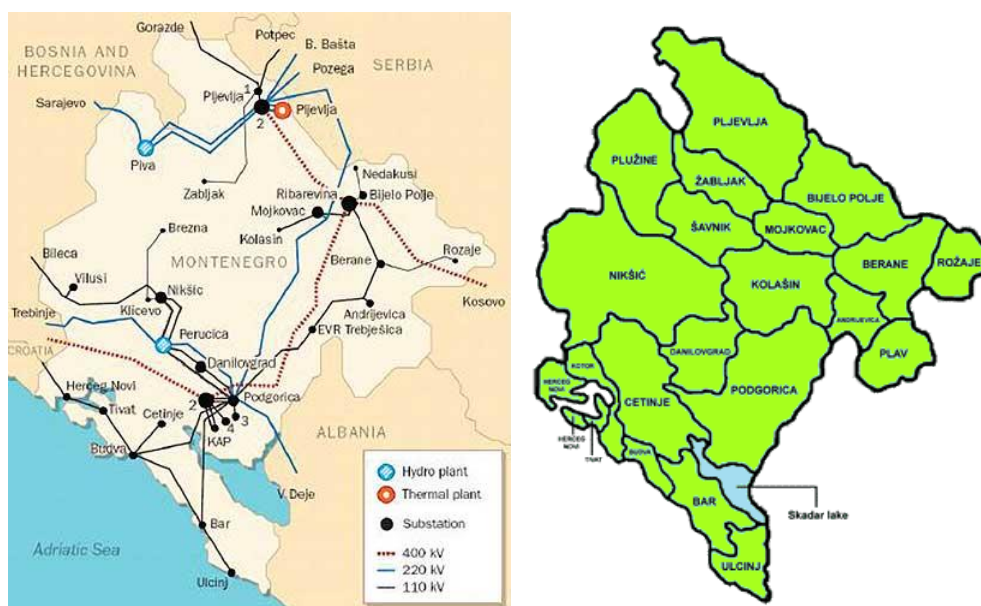 Gorazde
Potpec
B. Bašta
Pozega
BOSNIA AND
HERCEGOVINA
SERBIA
Sarajevo
Pljevlja
1
2
Pljevlja
Piva
Žabljak
Nedakusi
Ribarevina
Bijelo Polje
Mojkovac
Kolašin
Brezna
Bileca
MONTENEGRO
Berane
Rozaje
Vilusi
Nikšic
Klicevo
Kosovo
Trebinje
Andrijevica
EVR Trebješica
Perucica
CROATIA
Danilovgrad
Herceg Novi
Podgorica
2
Tivat
Cetinje
3
4
KAP
Budva
ALBANIA
V. Deje
Bar
Adriatic Sea
Ulcinj
Hydro plant
Thermal plant
Substation
400 kV
220 kV
110 kV
PLJEVLJA
PLUŽINE
ŽABLJAK
BIJELO POLJE
ŠAVNIK
MOJKOVAC
NIKŠIĆ
KOLAŠIN
BERANE
ROŽAJE
ANDRIJEVICA
DANILOVGRAD
PLAV
KOTOR
PODGORICA
HERCEG
NOVI
CETINJE
HERCEG
NOVI
TIVAT
BUDVA
BAR
Skadar lake
ULCINJ